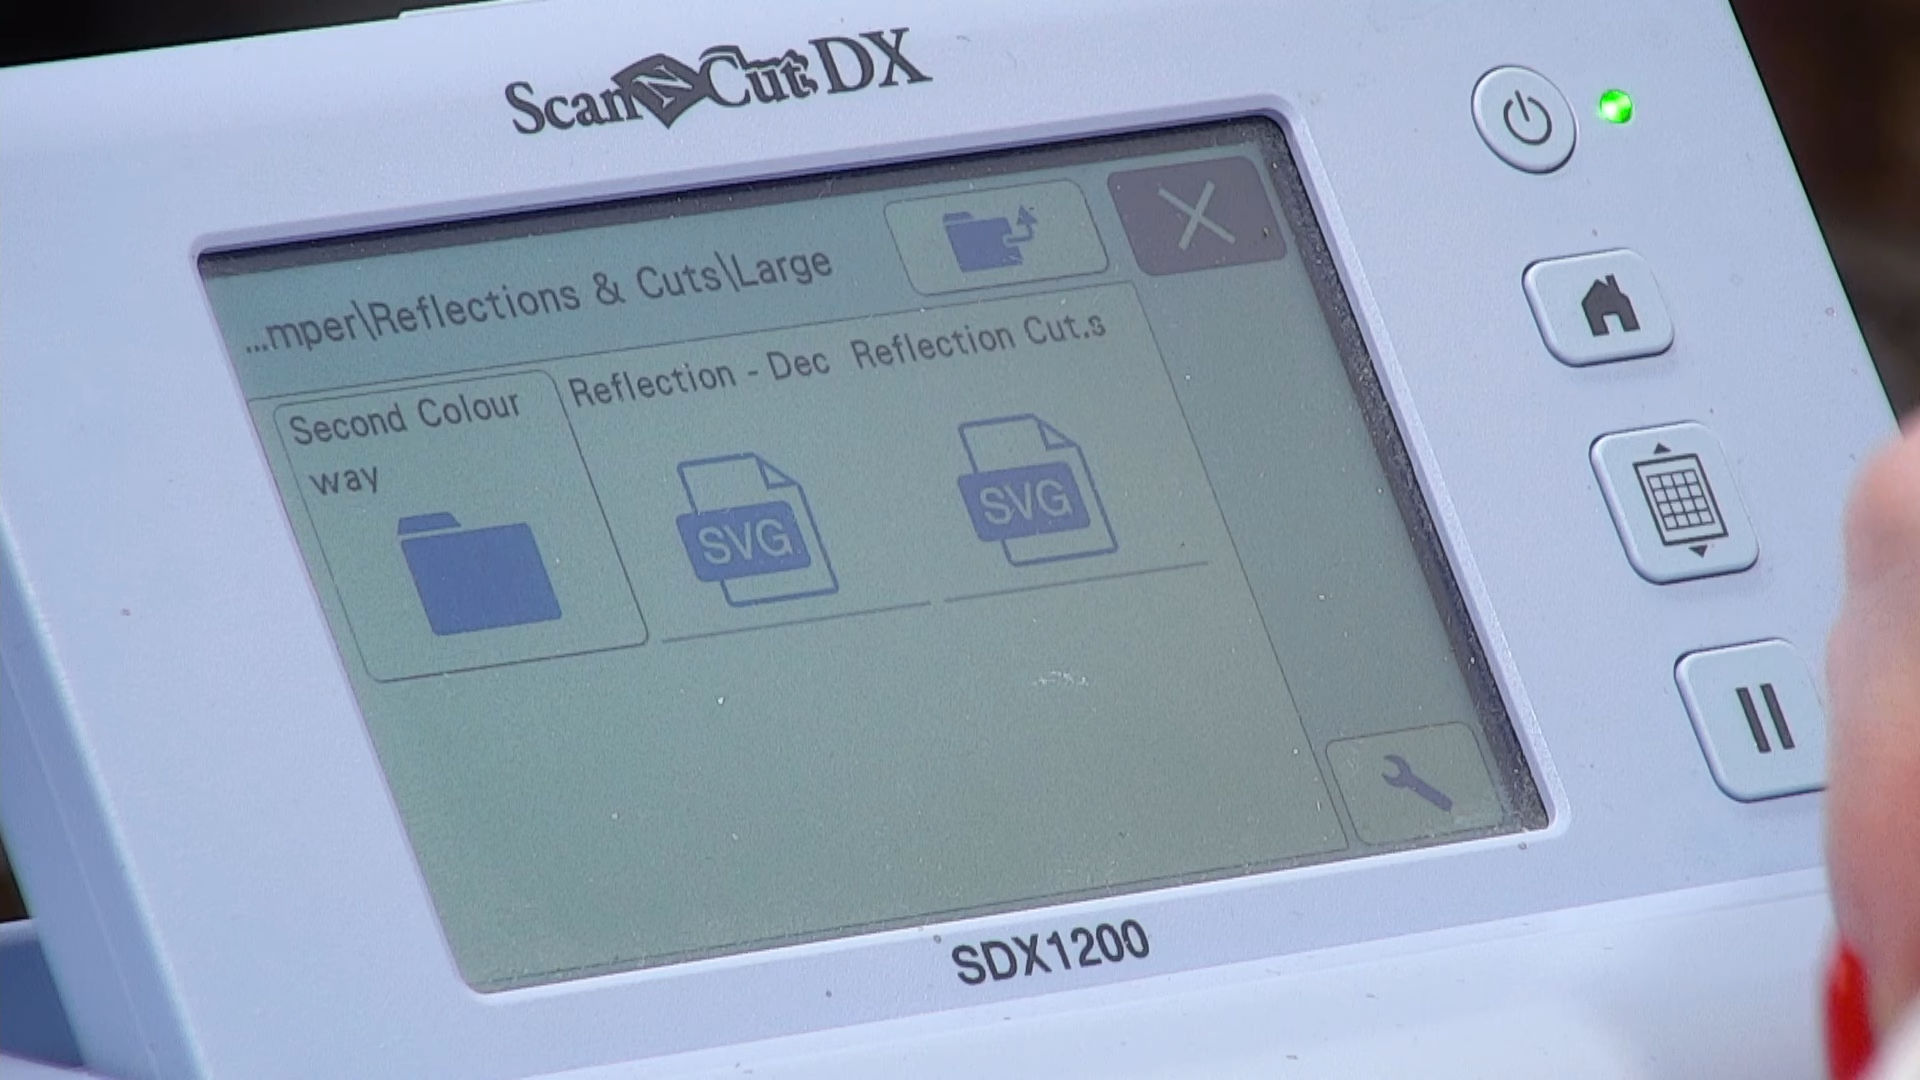 ScanNCut DX
...mper\Reflections & Cuts\Large
Second Colour
way
Reflection - Dec
Reflection Cut.s
SVG
SVG
SDX1200